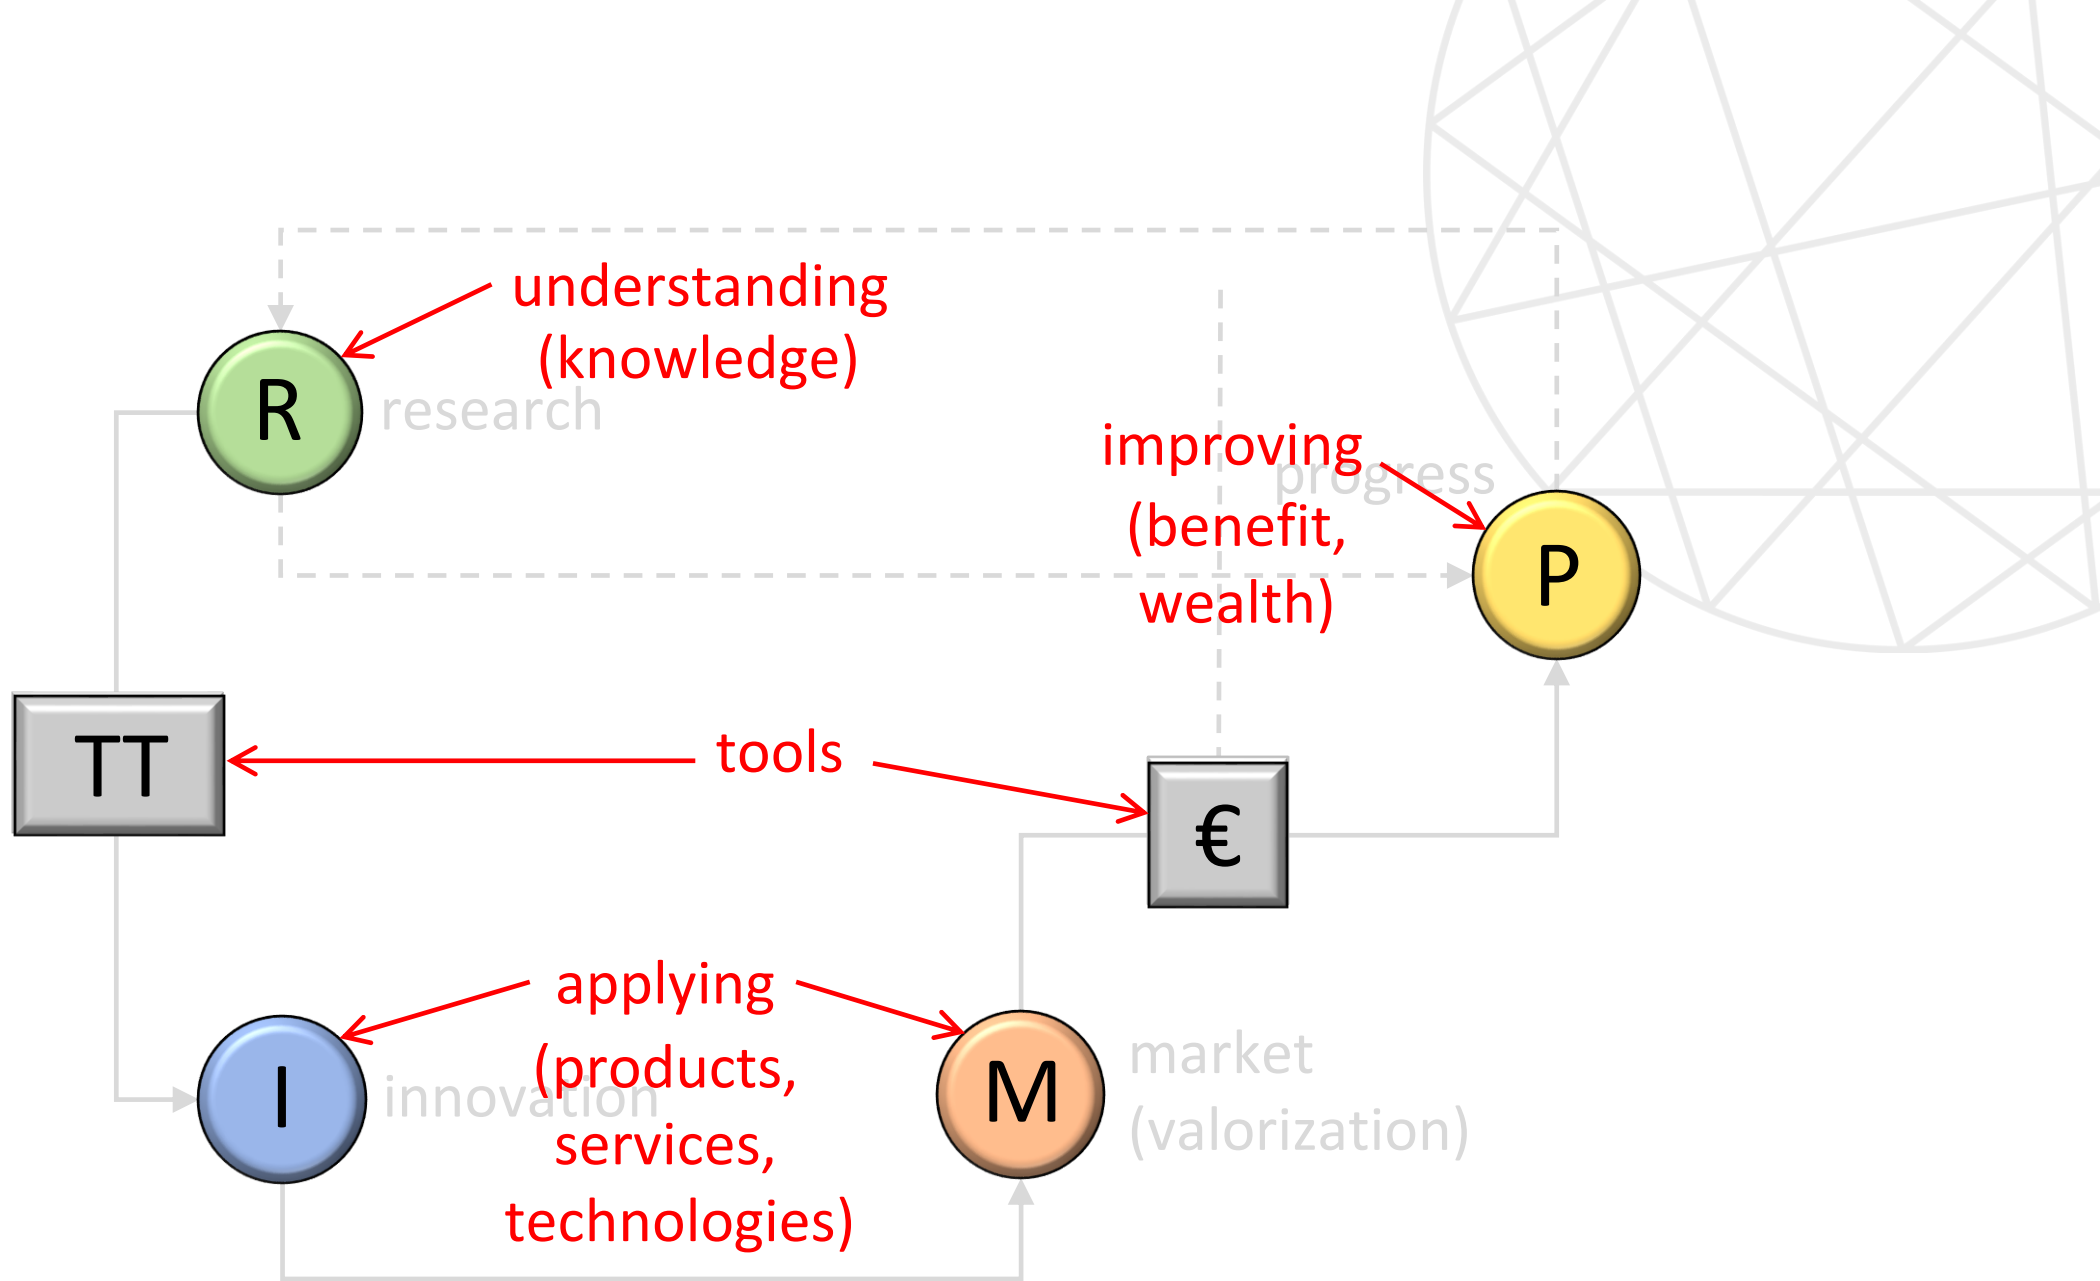 understanding
(knowledge)
R
research
improving
progress
(benefit,
wealth)
P
TT
tools
€
applying
(products,
services,
technologies)
I
innovation
M
market
(valorization)